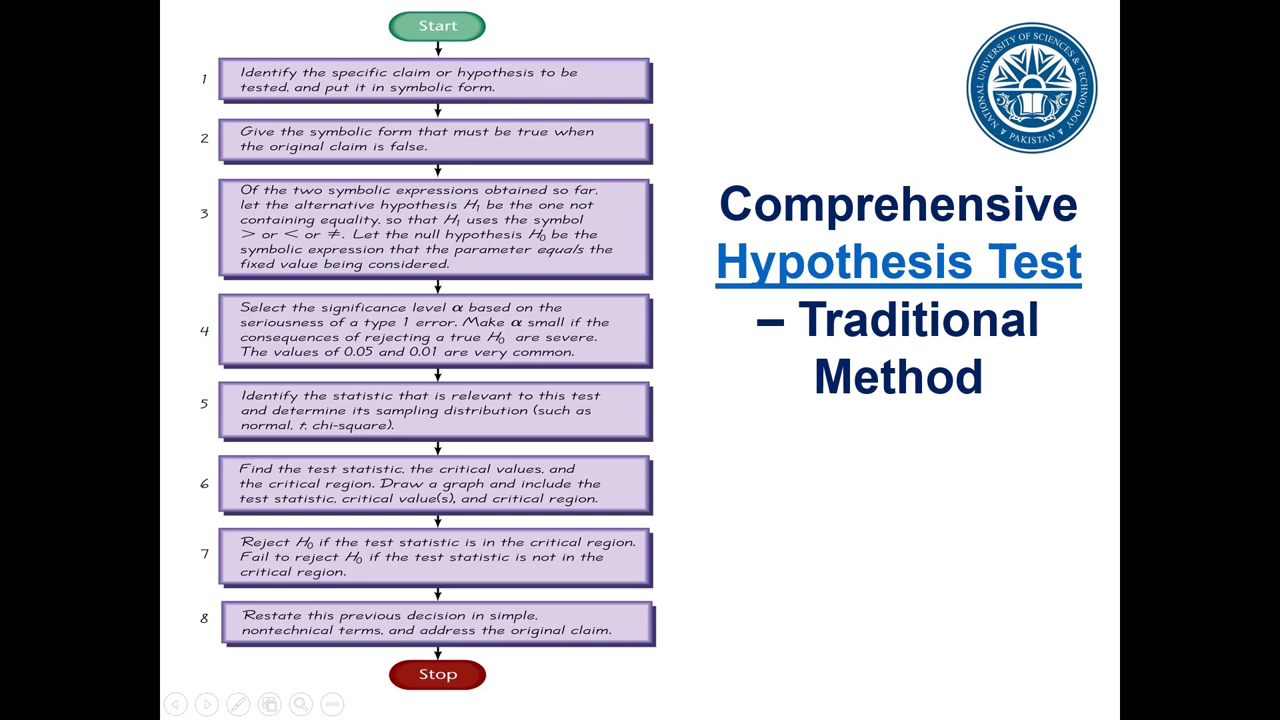 Start
1
Identify the specific claim or hypothesis to be
tested, and put it in symbolic form.
2
Give the symbolic form that must be true when
the original claim is false.
3
Of the two symbolic expressions obtained so far,
let the alternative hypothesis H₁ be the one not
containing equality, so that H₁ uses the symbol
> or < or ≠. Let the null hypothesis H₀ be the
symbolic expression that the parameter equals the
fixed value being considered.
4
Select the significance level α based on the
seriousness of a type 1 error. Make α small if the
consequences of rejecting a true H₀ are severe.
The values of 0.05 and 0.01 are very common.
5
Identify the statistic that is relevant to this test
and determine its sampling distribution (such as
normal, t, chi-square).
6
Find the test statistic, the critical values, and
the critical region. Draw a graph and include the
test statistic, critical value(s), and critical region.
7
Reject H₀ if the test statistic is in the critical region.
Fail to reject H₀ if the test statistic is not in the
critical region.
8
Restate this previous decision in simple,
nontechnical terms, and address the original claim.
Stop
NATIONAL UNIVERSITY OF SCIENCES & TECHNOLOGY
PAKISTAN
Comprehensive
Hypothesis Test
– Traditional
Method